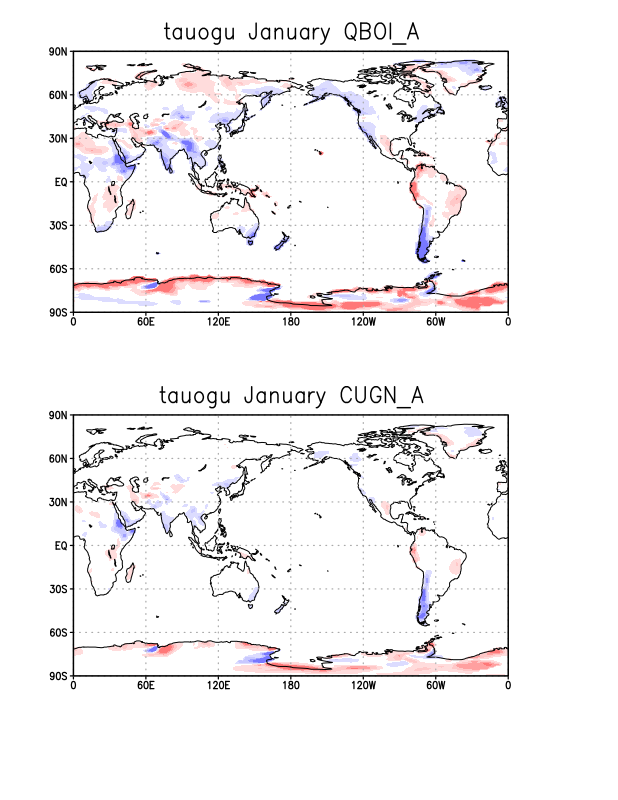 tauogu January QBOI_A
90N
60N
30N
EQ
30S
60S
90S
0 60E 120E 180 120W 60W 0
tauogu January CUGN_A
90N
60N
30N
EQ
30S
60S
90S
0 60E 120E 180 120W 60W 0